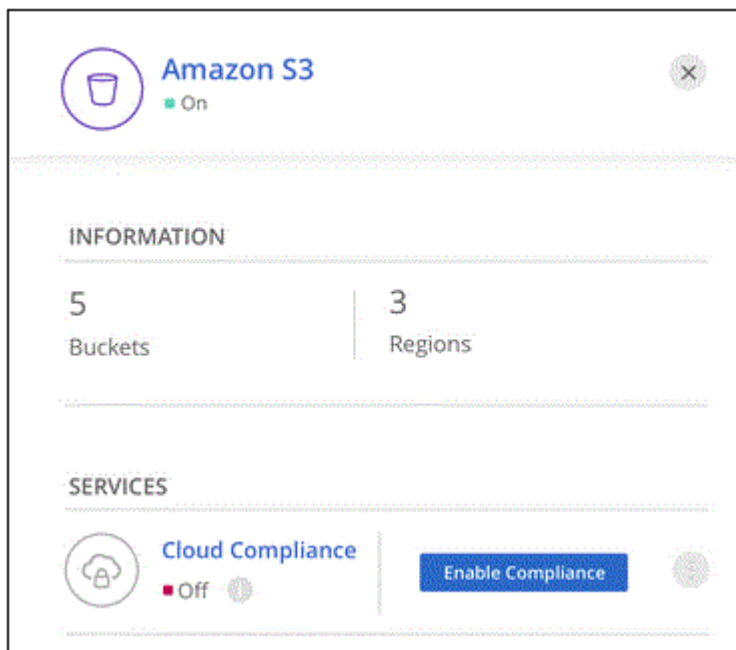 Amazon S3
On
INFORMATION
5
3
Buckets
Regions
SERVICES
Cloud Compliance
Off
Enable Compliance